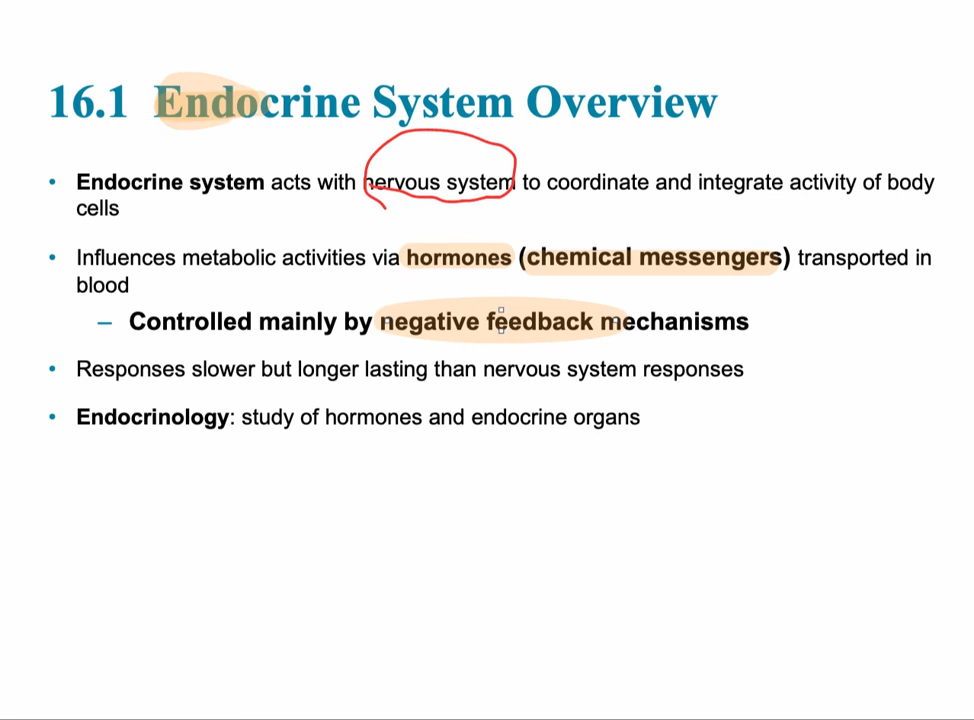 16.1 Endocrine System Overview
• Endocrine system acts with nervous system to coordinate and integrate activity of body
cells
• Influences metabolic activities via hormones (chemical messengers) transported in
blood
– Controlled mainly by negative feedback mechanisms
• Responses slower but longer lasting than nervous system responses
• Endocrinology: study of hormones and endocrine organs